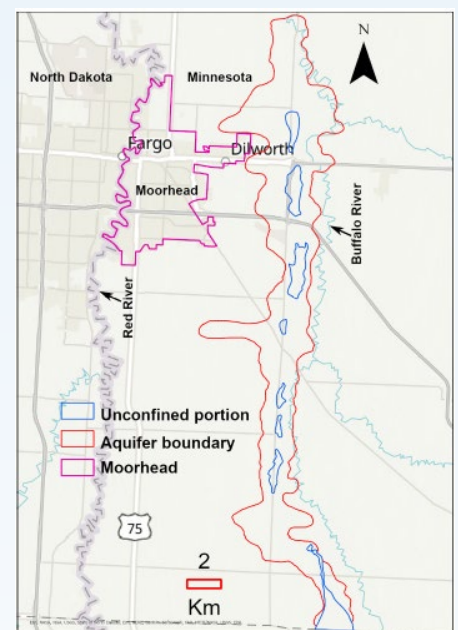 N
North Dakota
Minnesota
Fargo
Dilworth
Moorhead
Buffalo River
Red River
Unconfined portion
Aquifer boundary
Moorhead
75
2
Km